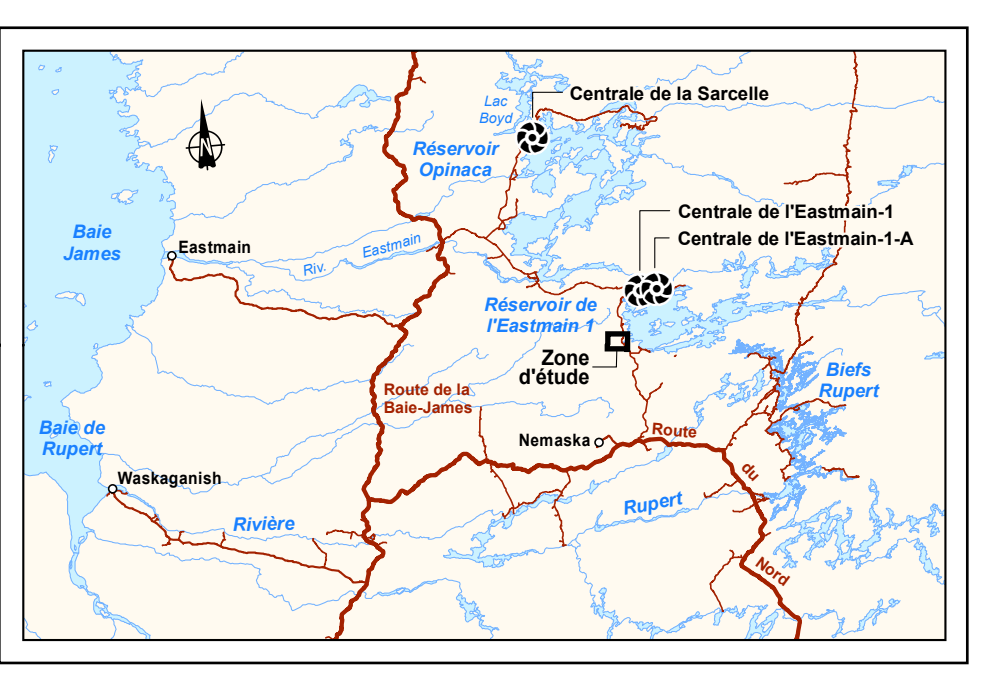 Centrale de la Sarcelle
Lac
Boyd
Réservoir
Opinaca
N
Centrale de l'Eastmain-1
Centrale de l'Eastmain-1-A
Baie
James
Eastmain
Riv. Eastmain
Réservoir de
l'Eastmain 1
Zone
d'étude
Biefs
Rupert
Route de la
Baie-James
Baie de
Rupert
Nemaska
Route du Nord
Waskaganish
Rivière Rupert